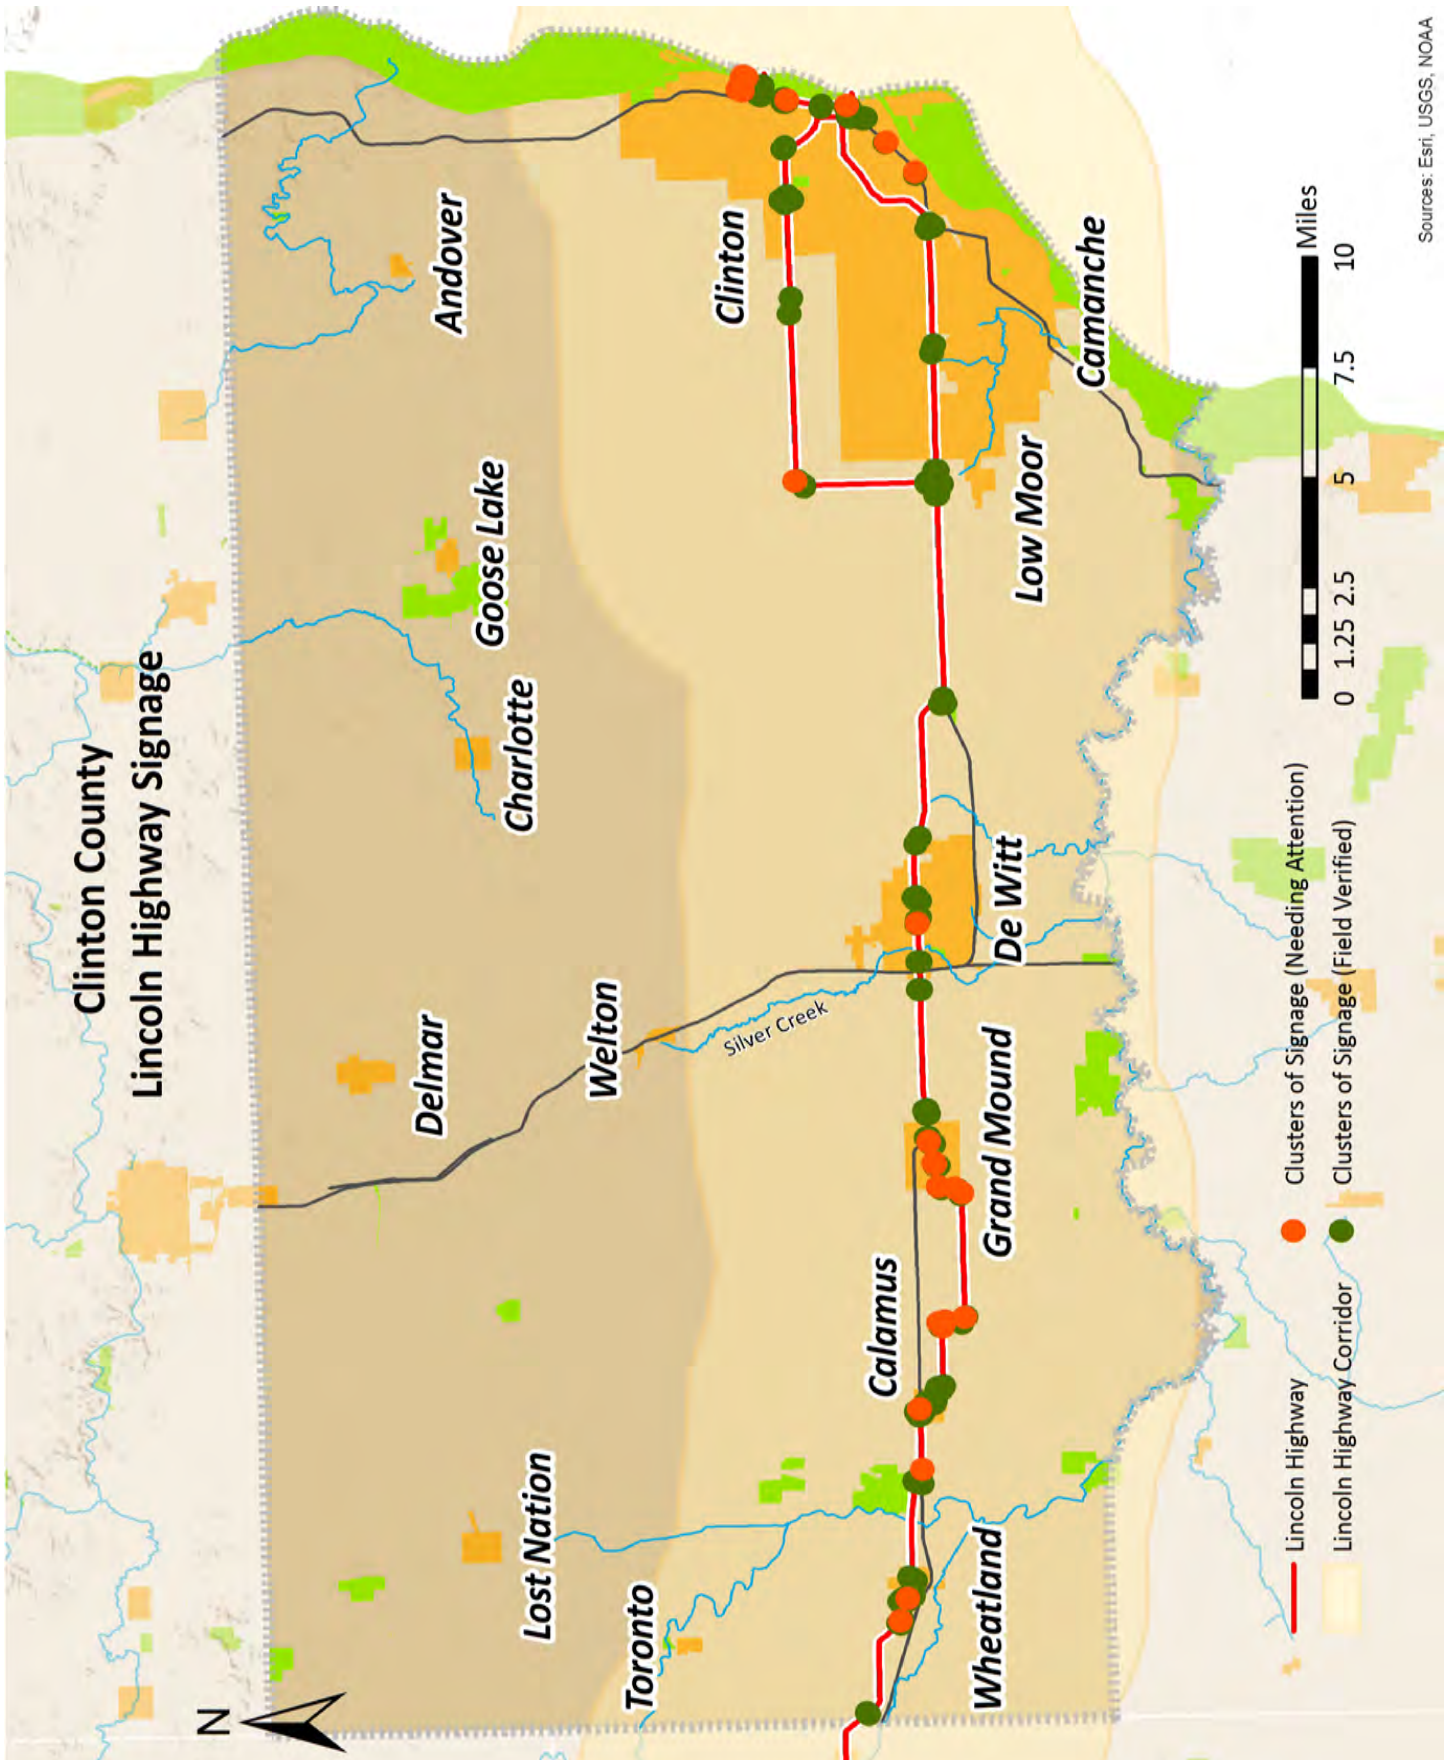 Clinton County
Lincoln Highway Signage
N
Delmar
Charlotte
Goose Lake
Andover
Lost Nation
Welton
Toronto
Silver Creek
Clinton
Calamus
Wheatland
Grand Mound
De Witt
Low Moor
Camanche
Lincoln Highway
Lincoln Highway Corridor
Clusters of Signage (Needing Attention)
Clusters of Signage (Field Verified)
Miles
0 1.25 2.5 5 7.5 10
Sources: Esri, USGS, NOAA